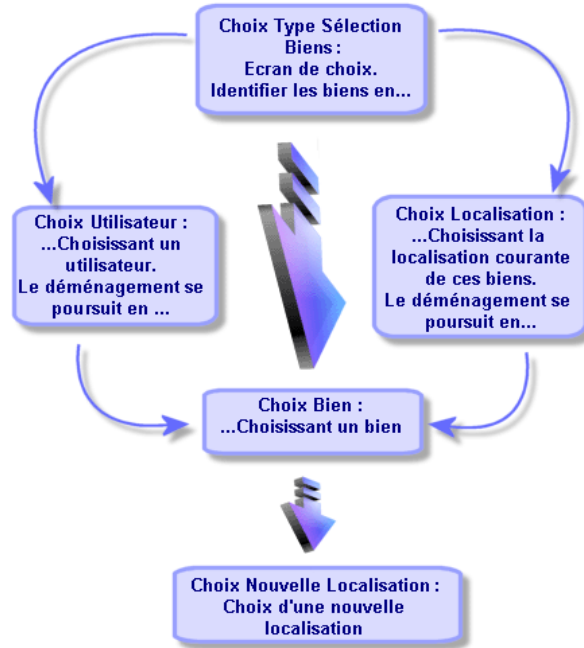 Choix Type Sélection
Biens :
Ecran de choix.
Identifier les biens en...
Choix Utilisateur :
...Choisissant un
utilisateur.
Le déménagement se
poursuit en ...
Choix Localisation :
...Choisissant la
localisation courante
de ces biens.
Le déménagement se
poursuit en...
Choix Bien :
...Choisissant un bien
Choix Nouvelle Localisation :
Choix d'une nouvelle
localisation